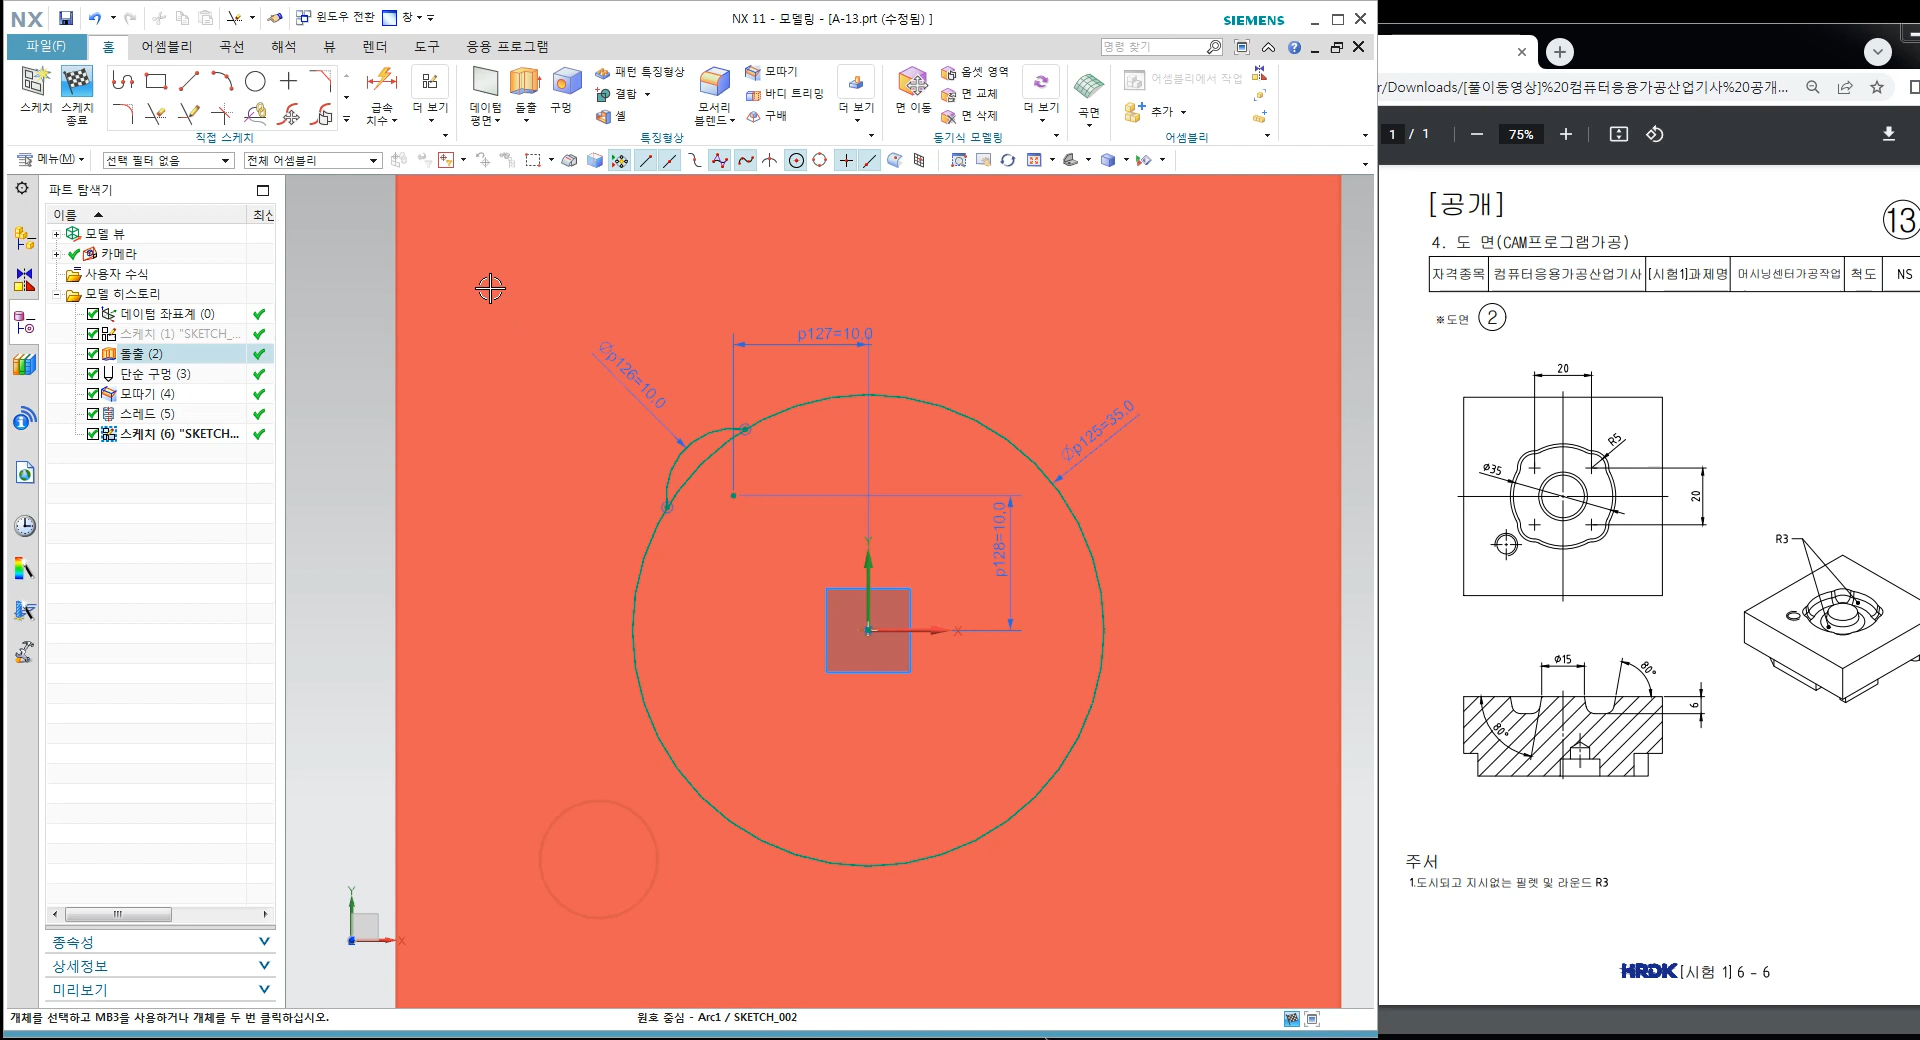 NX
윈도우 전환
창
NX 11 - 모델링 - [A-13.prt (수정됨) ]
SIEMENS
파일(F)
홈
어셈블리
곡선
해석
뷰
렌더
도구
응용 프로그램
명령 찾기
스케치
스케치 종료
직접 스케치
급속 치수
더 보기
데이텀 평면
돌출
구멍
패턴 특징형상
결합
셸
모서리 블렌드
모따기
바디 트리밍
구배
더 보기
특징형상
면 이동
옵셋 영역
면 교체
면 삭제
더 보기
동기식 모델링
곡면
어셈블리에서 작업
추가
어셈블리
메뉴(M)
선택 필터 없음
전체 어셈블리
파트 탐색기
이름
최신
모델 뷰
카메라
사용자 수식
모델 히스토리
데이텀 좌표계 (0)
스케치 (1) "SKETCH_...
돌출 (2)
단순 구멍 (3)
모따기 (4)
스레드 (5)
스케치 (6) "SKETCH...
종속성
상세정보
미리보기
p127=10.0
Øp126=10.0
Øp125=35.0
p128=10.0
Y
X
Y
X
개체를 선택하고 MB3을 사용하거나 개체를 두 번 클릭하십시오.
원호 중심 - Arc1 / SKETCH_002
r/Downloads/[풀이동영상]%20컴퓨터응용가공산업기사%20공개...
1 / 1
75%
[공개]
13
4. 도 면(CAM프로그램가공)
자격종목
컴퓨터응용가공산업기사
[시험1]과제명
머시닝센터가공작업
척도
NS
※도면 2
20
R5
Ø35
20
R3
Ø15
80°
6
80°
주서
1.도시되고 지시없는 필렛 및 라운드 R3
HRDK [시험 1] 6 - 6